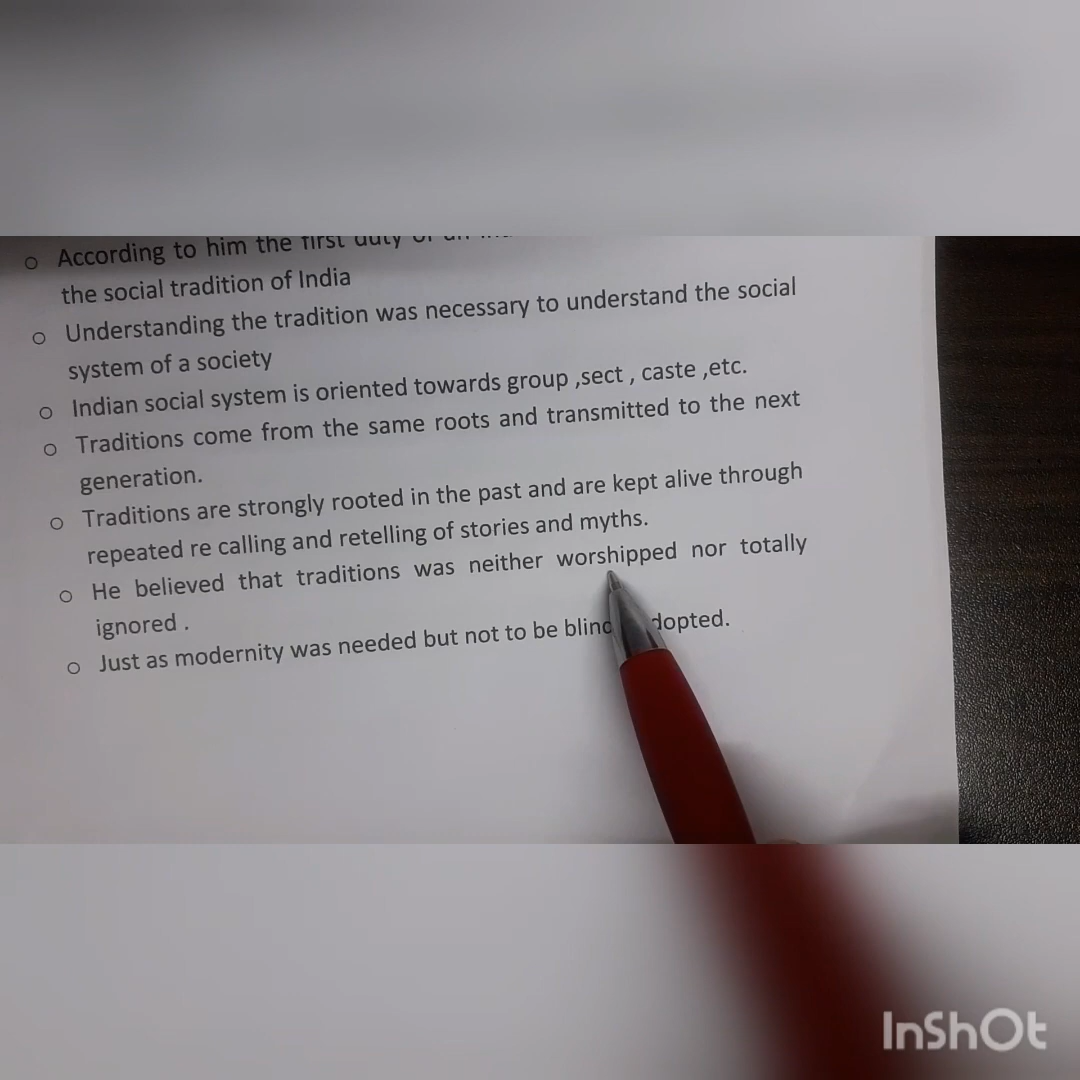 o According to him the first duty
the social tradition of India
o Understanding the tradition was necessary to understand the social
system of a society
o Indian social system is oriented towards group ,sect , caste ,etc.
o Traditions come from the same roots and transmitted to the next
generation.
o Traditions are strongly rooted in the past and are kept alive through
repeated re calling and retelling of stories and myths.
o He believed that traditions was neither worshipped nor totally
ignored .
o Just as modernity was needed but not to be
InShOt